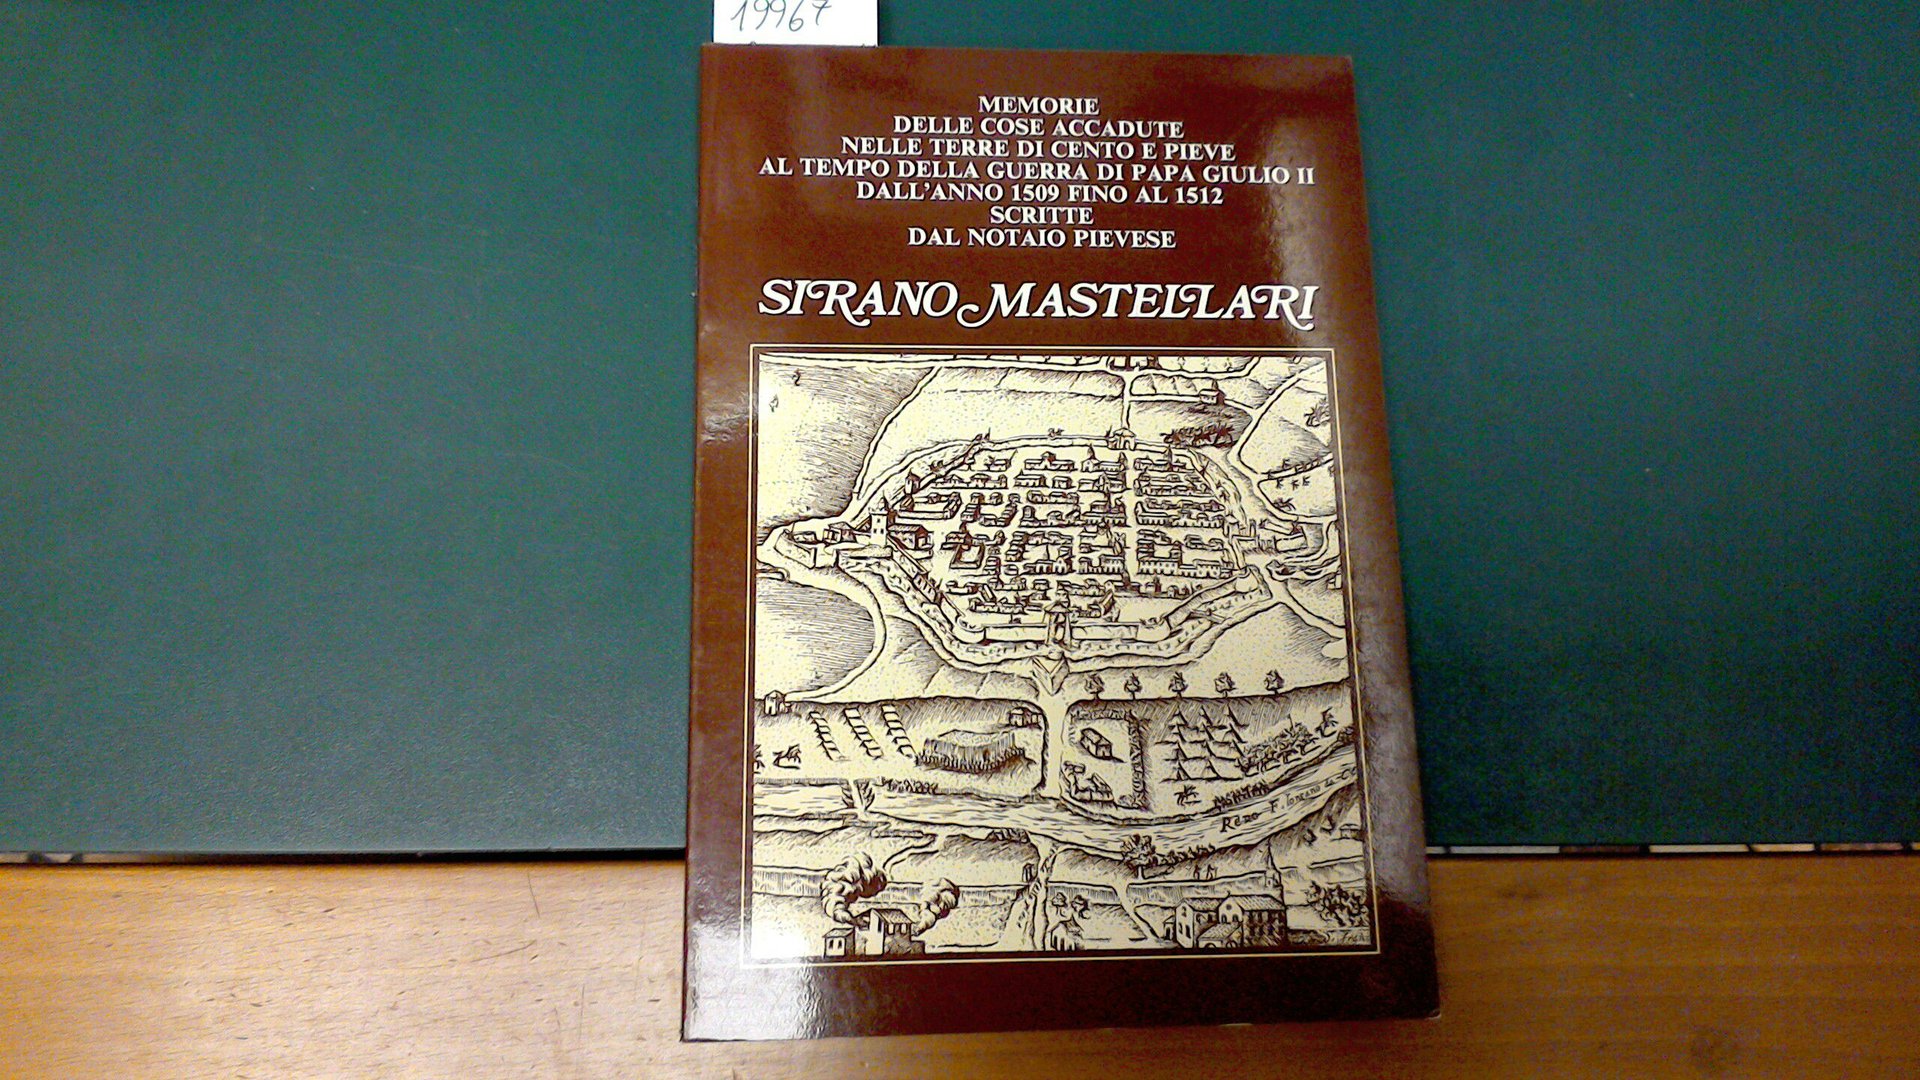 19967
MEMORIE
DELLE COSE ACCADUTE
NELLE TERRE DI CENTO E PIEVE
AL TEMPO DELLA GUERRA DI PAPA GIULIO II
DALL'ANNO 1509 FINO AL 1512
SCRITTE
DAL NOTAIO PIEVESE
SIRANO MASTELLARI
Reno F.